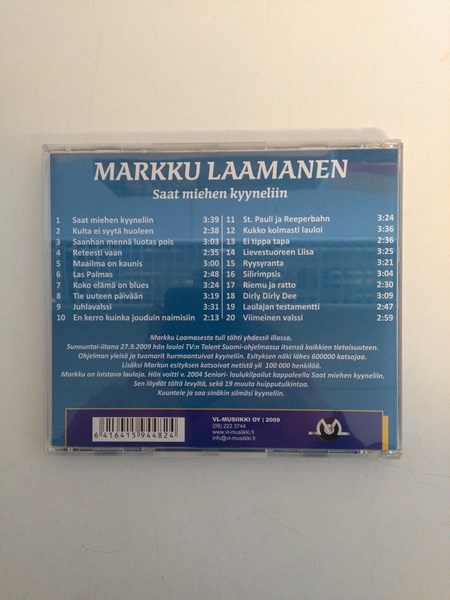 MARKKU LAAMANEN
Saat miehen kyyneliin
1 Saat miehen kyyneliin 3:39
2 Kulta ei syytä huoleen 2:38
3 Saanhan mennä luotas pois 3:03
4 Reteesti vaan 2:35
5 Maailma on kaunis 3:00
6 Las Palmas 2:48
7 Koko elämä on blues 3:24
8 Tie uuteen päivään 3:19
9 Juhlavalssi 3:31
10 En kerro kuinka jouduin naimisiin 2:13
11 St. Pauli ja Reeperbahn 3:24
12 Kukko kolmasti lauloi 3:36
13 Ei tippa tapa 2:36
14 Lievestuoreen Liisa 3:25
15 Ryysyranta 3:21
16 Siliripsis 3:04
17 Riemu ja ratto 2:30
18 Dirly Dirly Dee 3:09
19 Laulajan testamentti 2:47
20 Viimeinen valssi 2:59
Markku Laamasesta tuli tähti yhdessä illassa.
Sunnuntai-iltana 27.9.2009 hän lauloi TV:n Talent Suomi-ohjelmassa itsensä kaikkien tietoisuuteen.
Ohjelman yleisö ja tuomarit hurmaantuivat kyyneliin. Esityksen näki lähes 600000 katsojaa.
Lisäksi Markun esityksen katsoivat netistä yli 100 000 henkilöä.
Markku on loistava laulaja. Hän voitti v. 2004 Seniori- laulukilpailut kappaleella Saat miehen kyyneliin.
Sen löydät tältä levyltä, sekä 19 muuta huipputulkintaa.
Kuuntele ja saa sinäkin silmäsi kyyneliin.
6 416415 944824
VL-MUSIIKKI OY | 2009
(09) 222 3744
www.vl-musiikki.fi
info@vl-musiikki.fi